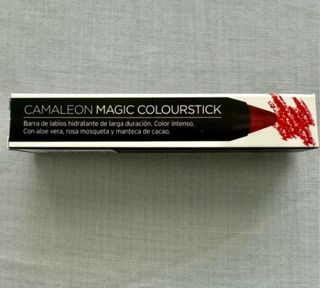 CAMALEON MAGIC COLOURSTICK
Barra de labios hidratante de larga duración. Color intenso.
Con aloe vera, rosa mosqueta y manteca de cacao.